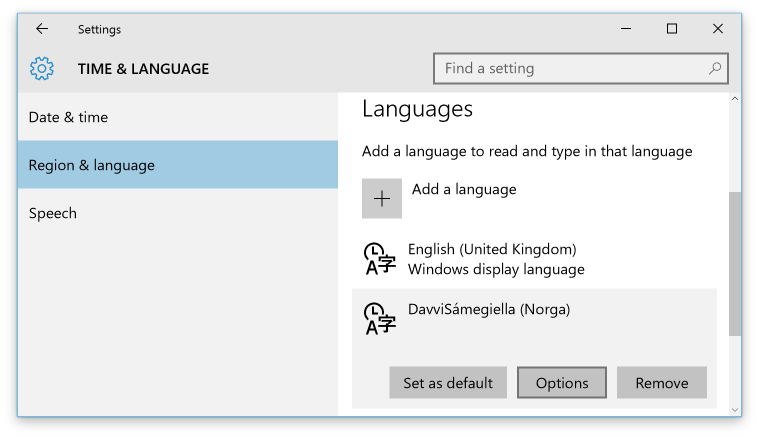 Settings
TIME & LANGUAGE
Find a setting
Date & time
Region & language
Speech
Languages
Add a language to read and type in that language
Add a language
English (United Kingdom)
Windows display language
DavviSámegiella (Norga)
Set as default
Options
Remove